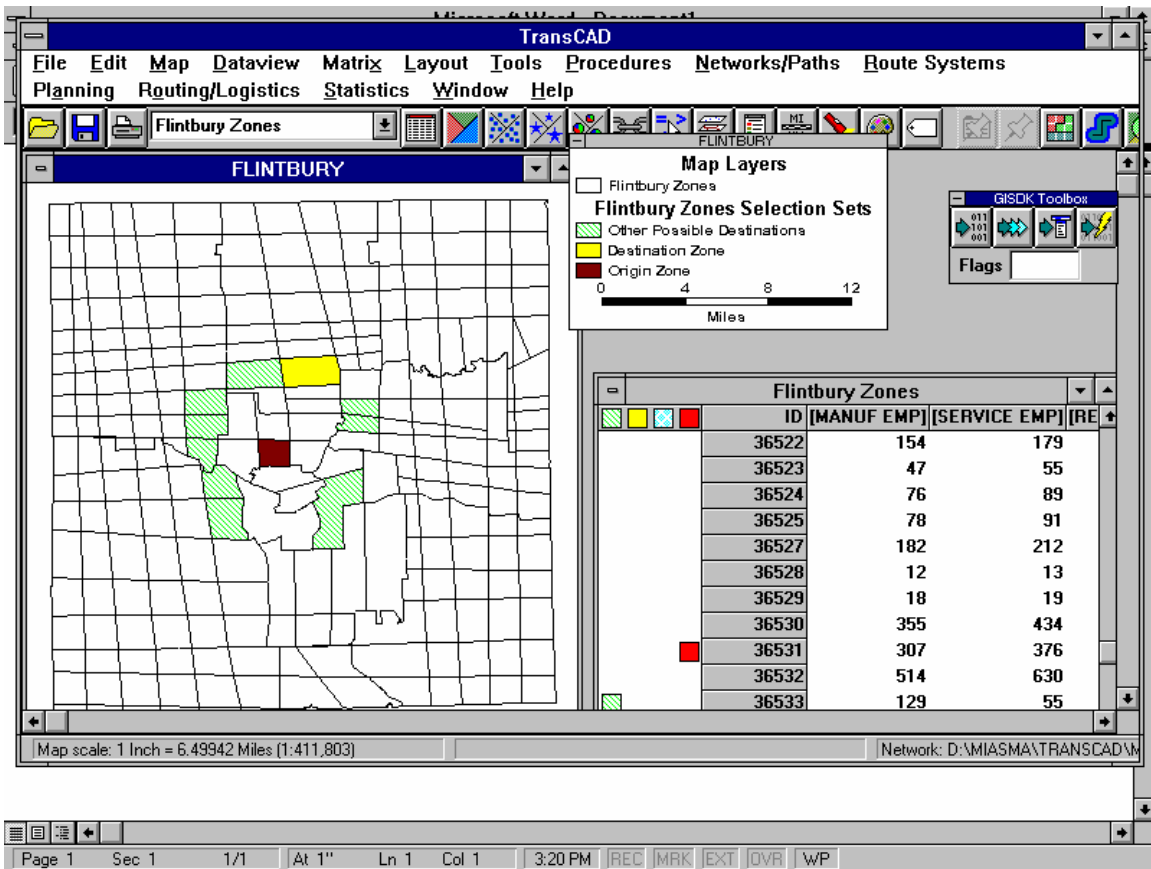 Microsoft Word - Document1
TransCAD
File Edit Map Dataview Matrix Layout Tools Procedures Networks/Paths Route Systems
Planning Routing/Logistics Statistics Window Help
Flintbury Zones
MI
FLINTBURY
FLINTBURY
Map Layers
Flintbury Zones
Flintbury Zones Selection Sets
Other Possible Destinations
Destination Zone
Origin Zone
0 4 8 12
Miles
GISDK Toolbox
011
101
001
Flags
Flintbury Zones
ID [MANUF EMP] [SERVICE EMP] [RE
36522 154 179
36523 47 55
36524 76 89
36525 78 91
36527 182 212
36528 12 13
36529 18 19
36530 355 434
36531 307 376
36532 514 630
36533 129 55
Map scale: 1 Inch = 6.49942 Miles (1:411,803)
Network: D:\MIASMA\TRANSCAD\M
Page 1 Sec 1 1/1 At 1" Ln 1 Col 1 3:20 PM REC MRK EXT OVR WP